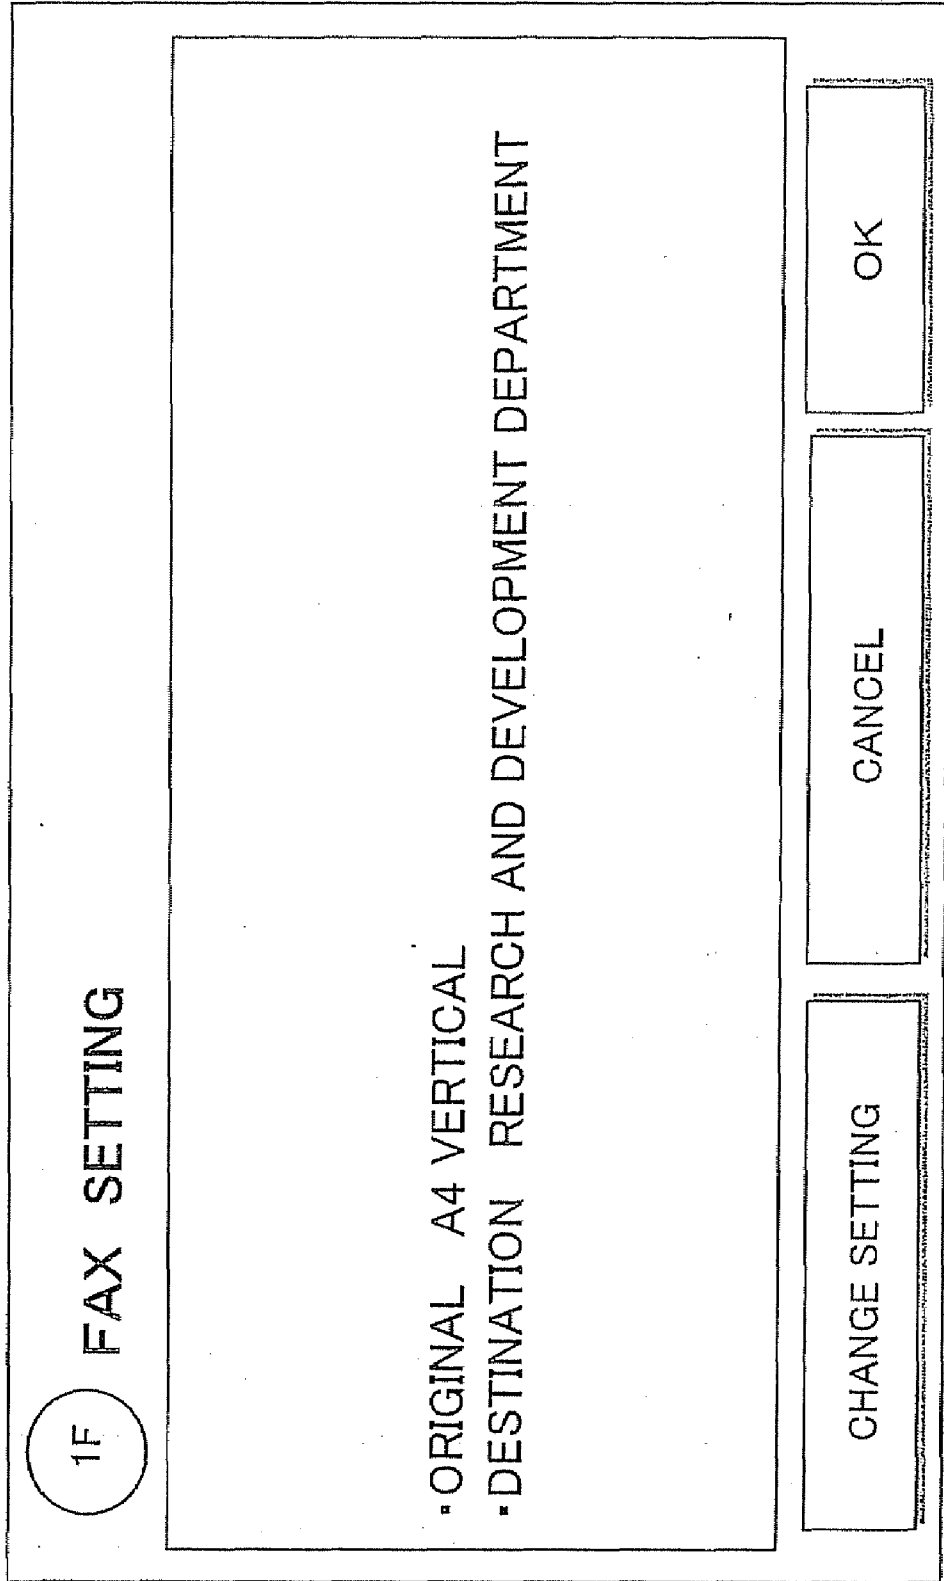 1F FAX SETTING
・ORIGINAL A4 VERTICAL
・DESTINATION RESEARCH AND DEVELOPMENT DEPARTMENT
CHANGE SETTING
CANCEL
OK